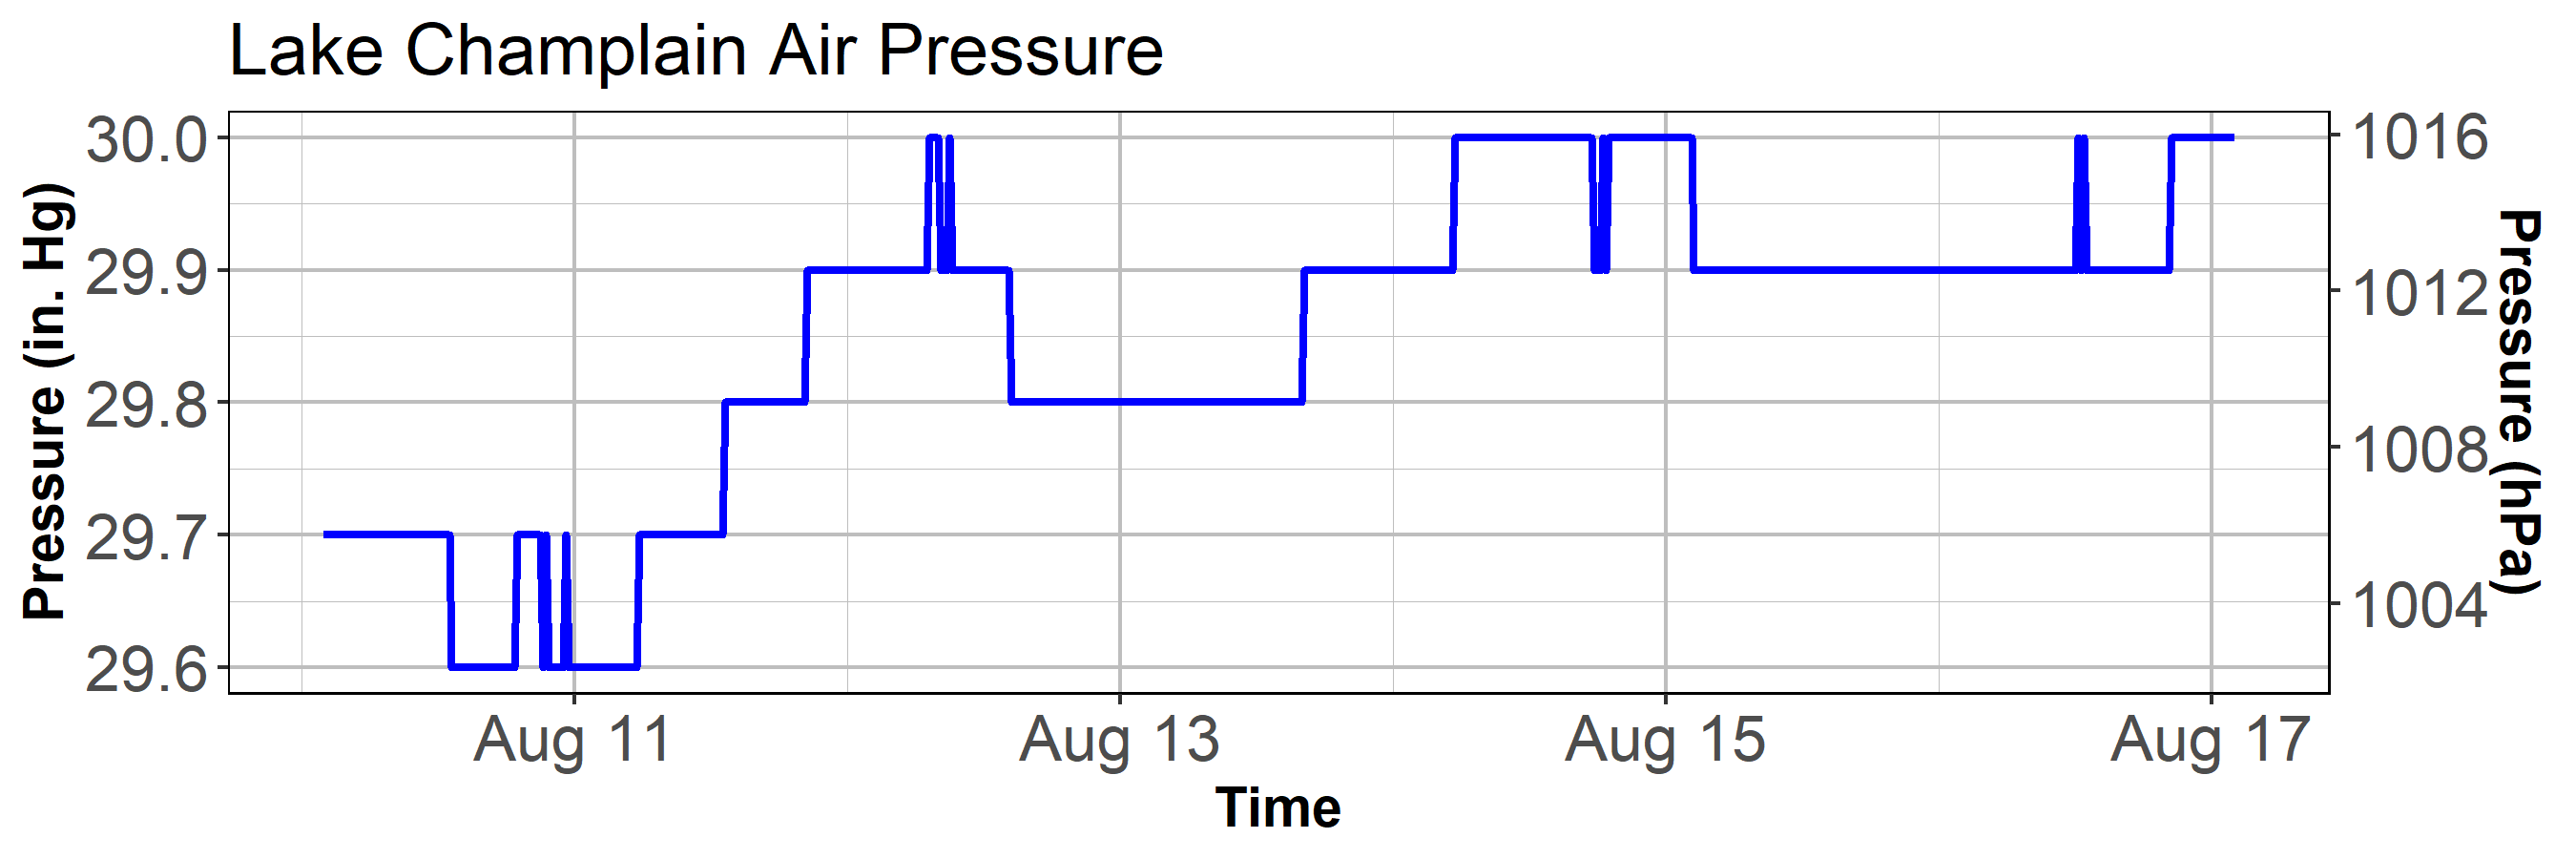 Lake Champlain Air Pressure
Pressure (in. Hg)
30.0
29.9
29.8
29.7
29.6
1016
1012
1008
1004
Pressure (hPa)
Aug 11 Aug 13 Aug 15 Aug 17
Time